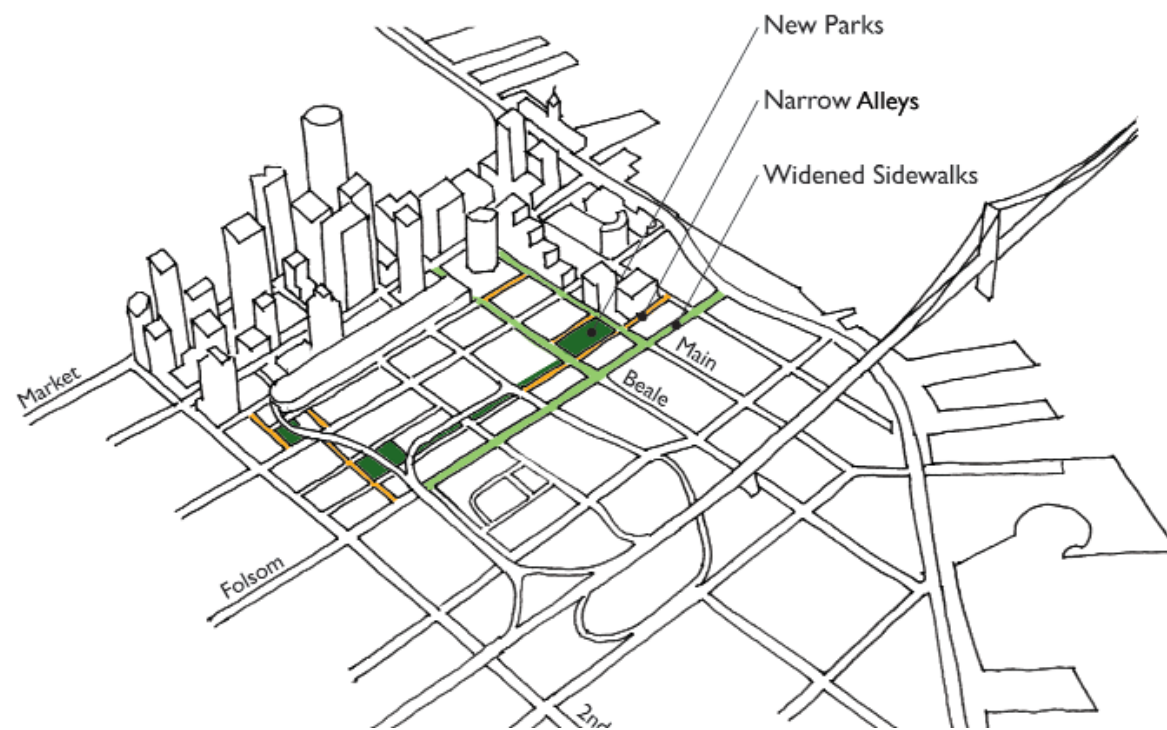 New Parks
Narrow Alleys
Widened Sidewalks
Main
Beale
Market
Folsom
2nd